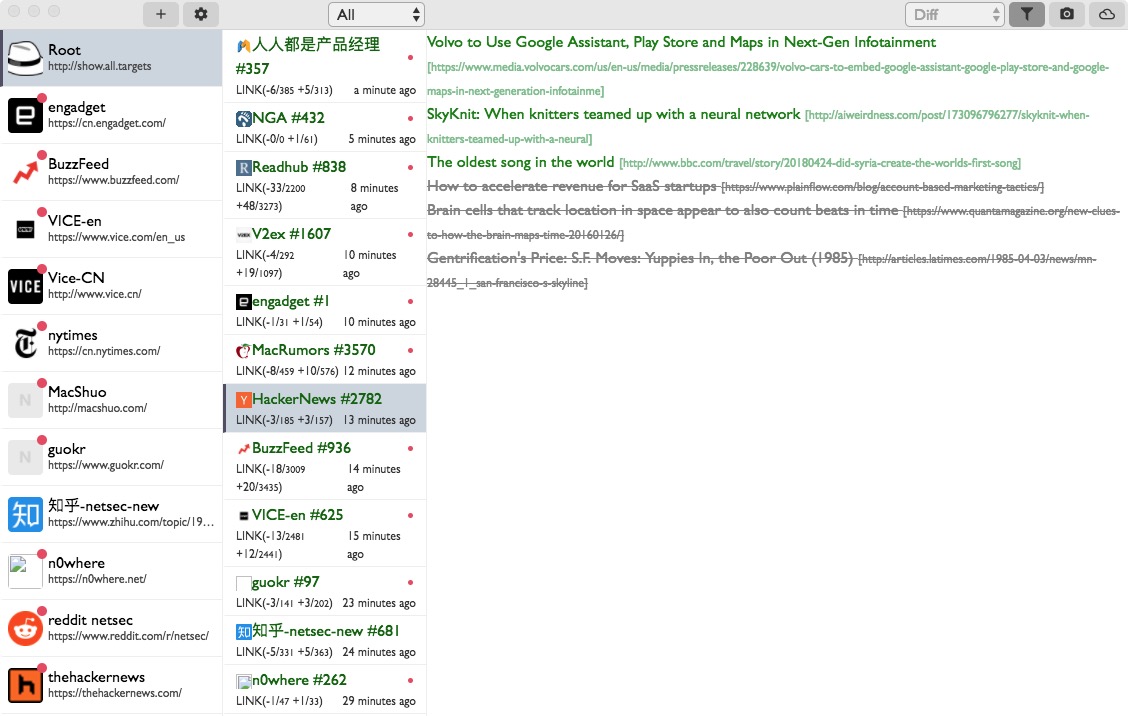 +
All
Diff
Root
http://show.all.targets
engadget
https://cn.engadget.com/
BuzzFeed
https://www.buzzfeed.com/
VICE-en
https://www.vice.com/en_us
VICE
Vice-CN
http://www.vice.cn/
nytimes
https://cn.nytimes.com/
N
MacShuo
http://macshuo.com/
N
guokr
https://www.guokr.com/
知
知乎-netsec-new
https://www.zhihu.com/topic/19…
n0where
https://n0where.net/
reddit netsec
https://www.reddit.com/r/netsec/
thehackernews
https://thehackernews.com/
人人都是产品经理
#357
LINK(-6/385 +5/313) a minute ago
NGA #432
LINK(-0/0 +1/61) 5 minutes ago
R Readhub #838
LINK(-33/2200 8 minutes
+48/3273) ago
V2ex #1607
LINK(-4/292 10 minutes
+19/1097) ago
engadget #1
LINK(-1/31 +1/54) 10 minutes ago
MacRumors #3570
LINK(-8/459 +10/576) 12 minutes ago
Y HackerNews #2782
LINK(-3/185 +3/157) 13 minutes ago
BuzzFeed #936
LINK(-18/3009 14 minutes
+20/3435) ago
VICE-en #625
LINK(-13/2481 15 minutes
+12/2441) ago
guokr #97
LINK(-3/141 +3/202) 23 minutes ago
知 知乎-netsec-new #681
LINK(-5/331 +5/363) 24 minutes ago
n0where #262
LINK(-1/47 +1/33) 29 minutes ago
Volvo to Use Google Assistant, Play Store and Maps in Next-Gen Infotainment
[https://www.media.volvocars.com/us/en-us/media/pressreleases/228639/volvo-cars-to-embed-google-assistant-google-play-store-and-google-
maps-in-next-generation-infotainme]
SkyKnit: When knitters teamed up with a neural network [http://aiweirdness.com/post/173096796277/skyknit-when-
knitters-teamed-up-with-a-neural]
The oldest song in the world [http://www.bbc.com/travel/story/20180424-did-syria-create-the-worlds-first-song]
How to accelerate revenue for SaaS startups [https://www.plainflow.com/blog/account-based-marketing-tactics/]
Brain cells that track location in space appear to also count beats in time [https://www.quantamagazine.org/new-clues-
to-how-the-brain-maps-time-20160126/]
Gentrification's Price: S.F. Moves: Yuppies In, the Poor Out (1985) [http://articles.latimes.com/1985-04-03/news/mn-
28445_1_san-francisco-s-skyline]